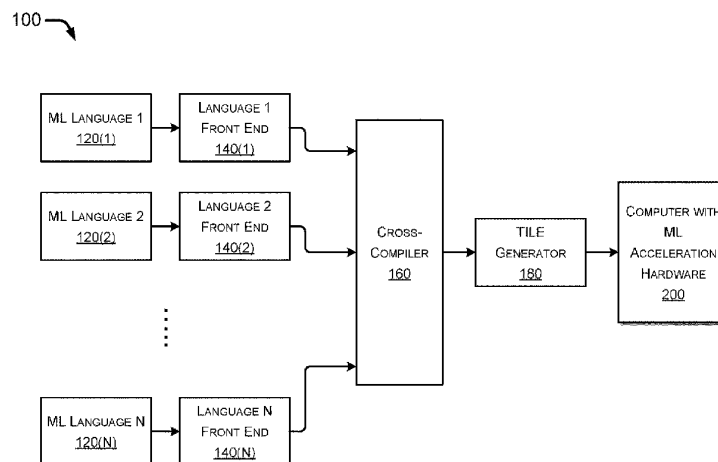 100
ML LANGUAGE 1
120(1)
LANGUAGE 1
FRONT END
140(1)
ML LANGUAGE 2
120(2)
LANGUAGE 2
FRONT END
140(2)
CROSS-
COMPILER
160
TILE
GENERATOR
180
COMPUTER WITH
ML
ACCELERATION
HARDWARE
200
ML LANGUAGE N
120(N)
LANGUAGE N
FRONT END
140(N)